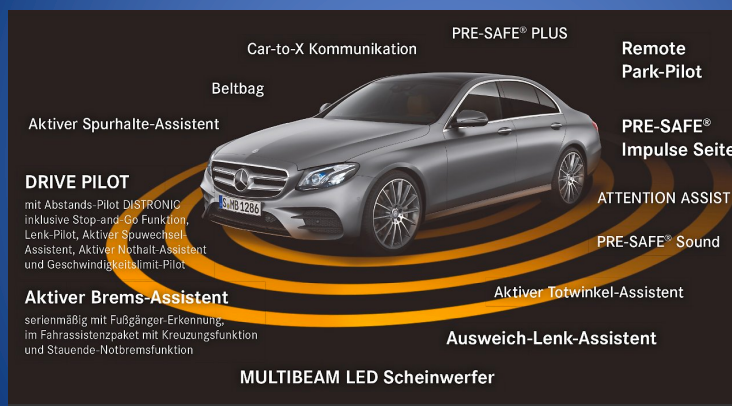 PRE-SAFE® PLUS
Car-to-X Kommunikation
Remote
Park-Pilot
Beltbag
Aktiver Spurhalte-Assistent
PRE-SAFE®
Impulse Seite
DRIVE PILOT
mit Abstands-Pilot DISTRONIC
inklusive Stop-and-Go Funktion,
Lenk-Pilot, Aktiver Spuwechsel-
Assistent, Aktiver Nothalt-Assistent
und Geschwindigkeitslimit-Pilot
S MB 1286
ATTENTION ASSIST
PRE-SAFE® Sound
Aktiver Brems-Assistent
serienmäßig mit Fußgänger-Erkennung,
im Fahrassistenzpaket mit Kreuzungsfunktion
und Stauende-Notbremsfunktion
Aktiver Totwinkel-Assistent
Ausweich-Lenk-Assistent
MULTIBEAM LED Scheinwerfer